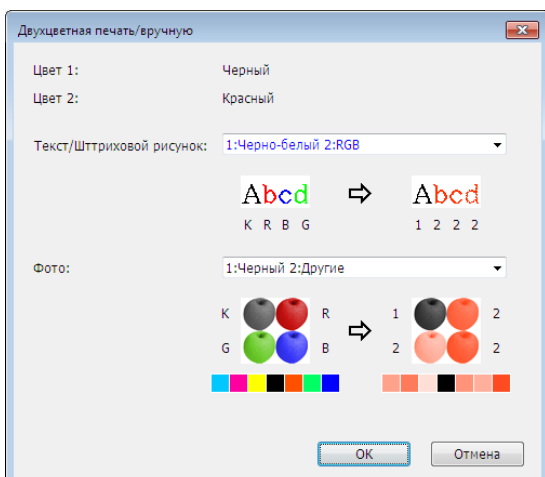 Двухцветная печать/вручную
Цвет 1: Черный
Цвет 2: Красный
Текст/Шттриховой рисунок: 1:Черно-белый 2:RGB
Abcd Abcd
K R B G 1 2 2 2
Фото: 1:Черный 2:Другие
K R 1 2
G B 2 2
OK Отмена